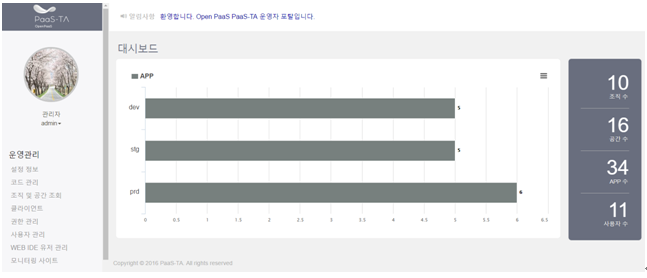 PaaS-TA
OpenPaaS
알림사항 환영합니다. Open PaaS PaaS-TA 운영자 포탈입니다.
관리자
admin
운영관리
설정 정보
코드 관리
조직 및 공간 조회
클라이언트
권한 관리
사용자 관리
WEB IDE 유저 관리
모니터링 사이트
대시보드
APP
dev
5
stg
5
prd
6
0 0.5 1 1.5 2 2.5 3 3.5 4 4.5 5 5.5 6 6.5
10
조직 수
16
공간 수
34
APP 수
11
사용자 수
Copyright © 2016 PaaS-TA. All rights reserved